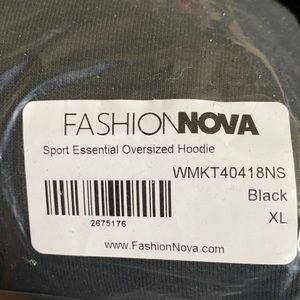 FASHIONNOVA
Sport Essential Oversized Hoodie
WMKT40418NS
Black
XL
2675176
www.FashionNova.com